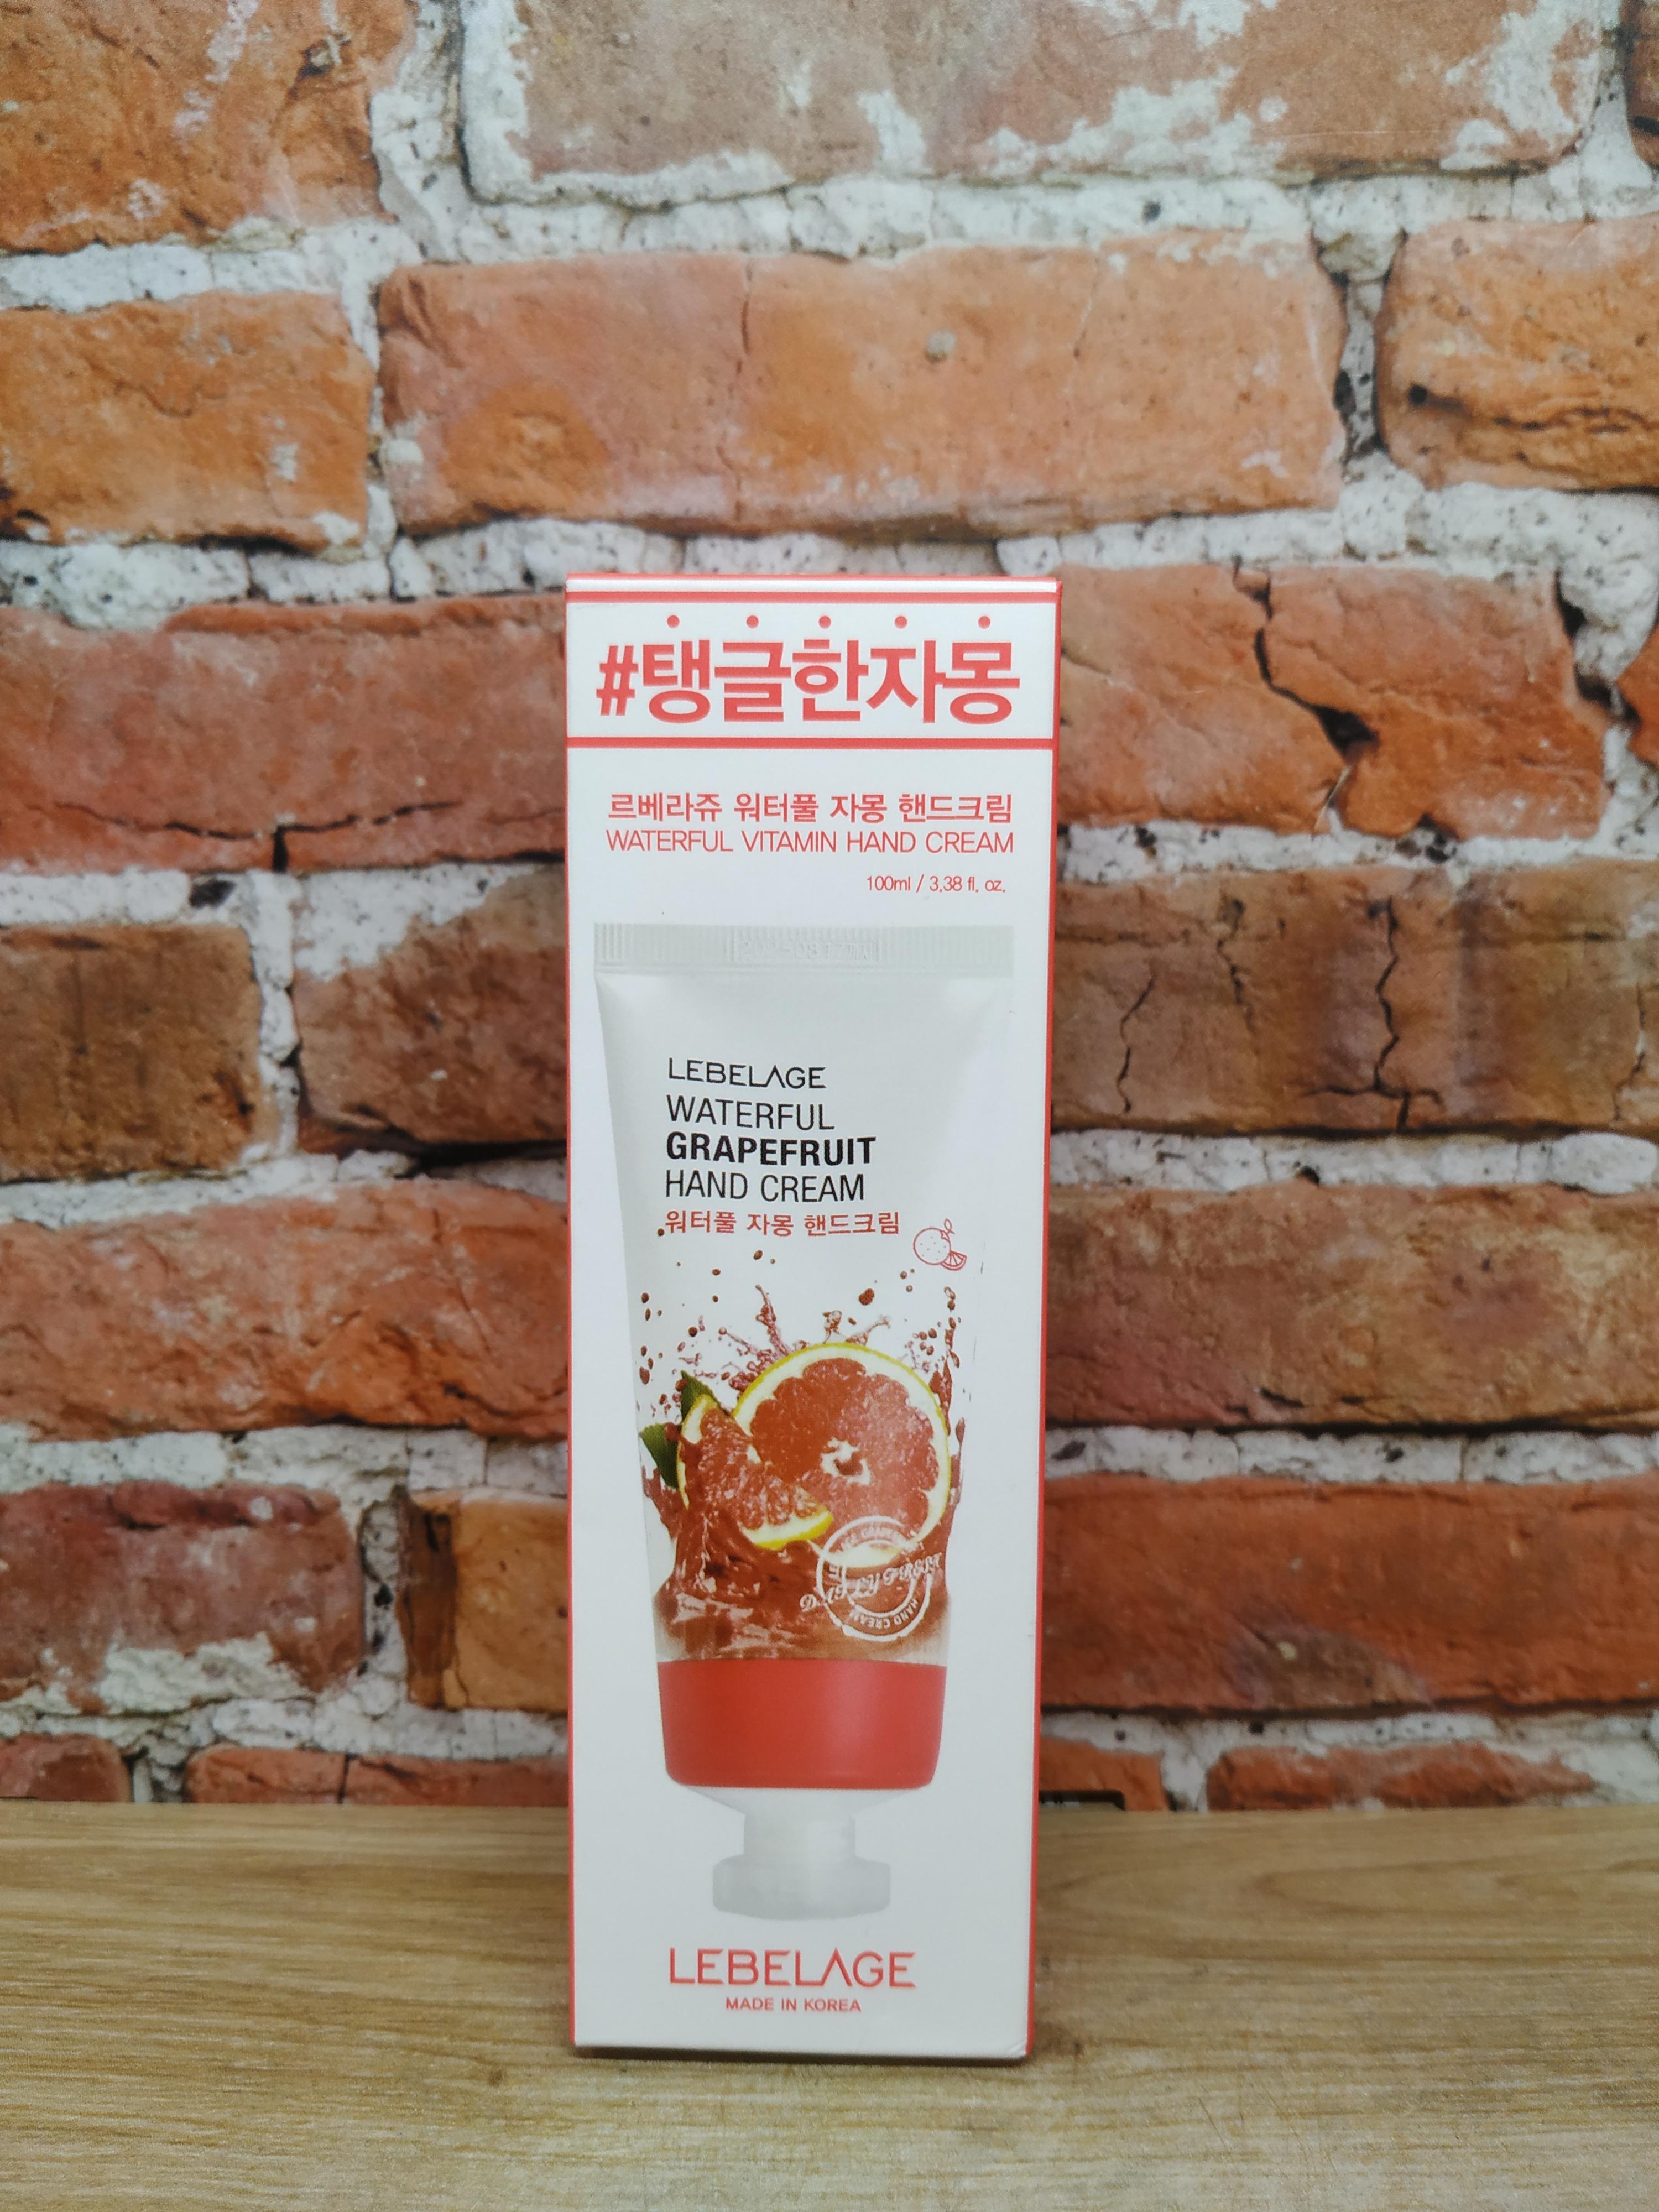 #탱글한자몽
르베라쥬 워터풀 자몽 핸드크림
WATERFUL VITAMIN HAND CREAM
100ml / 3.38 fl. oz.
LEBELAGE
WATERFUL
GRAPEFRUIT
HAND CREAM
워터풀 자몽 핸드크림
HAND CREAM
LEBELAGE
MADE IN KOREA